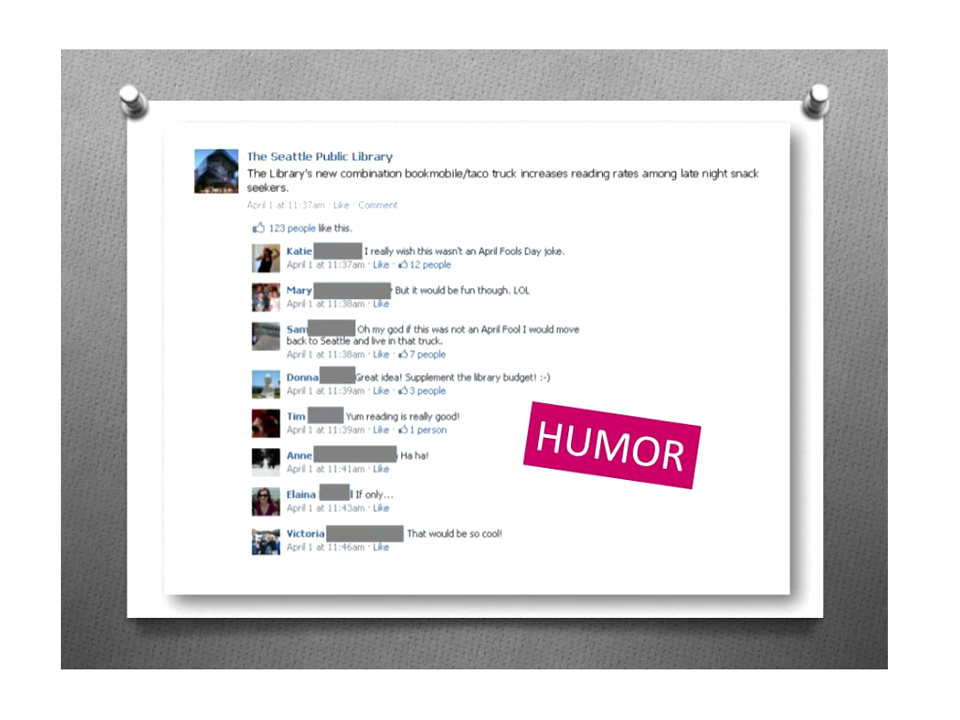 The Seattle Public Library
The Library's new combination bookmobile/taco truck increases reading rates among late night snack
seekers.
April 1 at 11:37am · Like · Comment
123 people like this.
Katie I really wish this wasn't an April Fools Day joke.
April 1 at 11:37am · Like · 12 people
Mary But it would be fun though. LOL
April 1 at 11:38am · Like
Sam Oh my god if this was not an April Fool I would move
back to Seattle and live in that truck.
April 1 at 11:38am · Like · 7 people
Donna Great idea! Supplement the library budget! :-)
April 1 at 11:39am · Like · 3 people
Tim Yum reading is really good!
April 1 at 11:39am · Like · 1 person
Anne Ha ha!
April 1 at 11:41am · Like
Elaina If only...
April 1 at 11:43am · Like
Victoria That would be so cool!
April 1 at 11:46am · Like
HUMOR